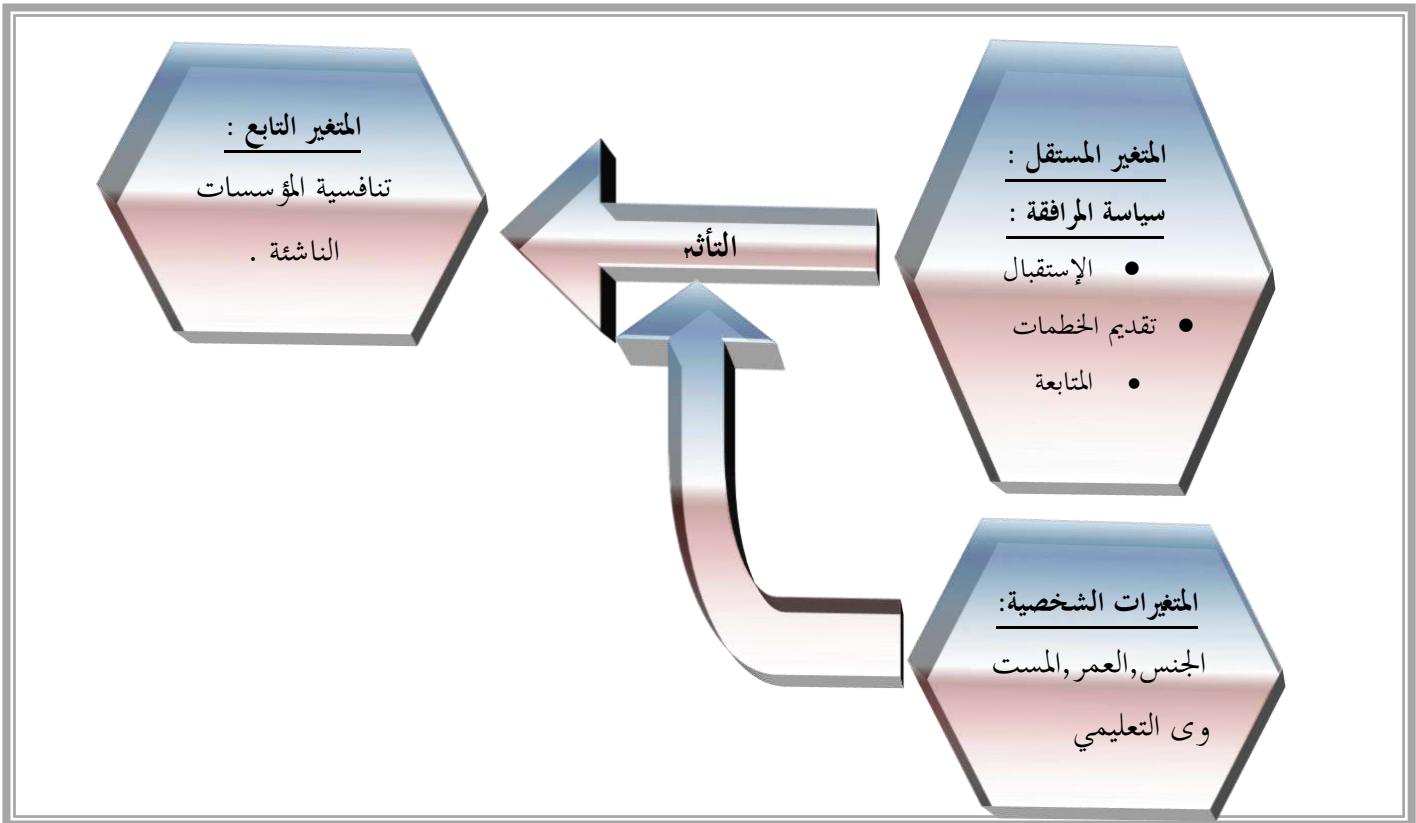 المتغير المستقل :
سياسة المرافقة :
• الإستقبال
• تقديم الخطمات
• المتابعة
التأثير
المتغير التابع :
تنافسية المؤسسات
الناشئة .
المتغيرات الشخصية:
الجنس,العمر,المست
وى التعليمي